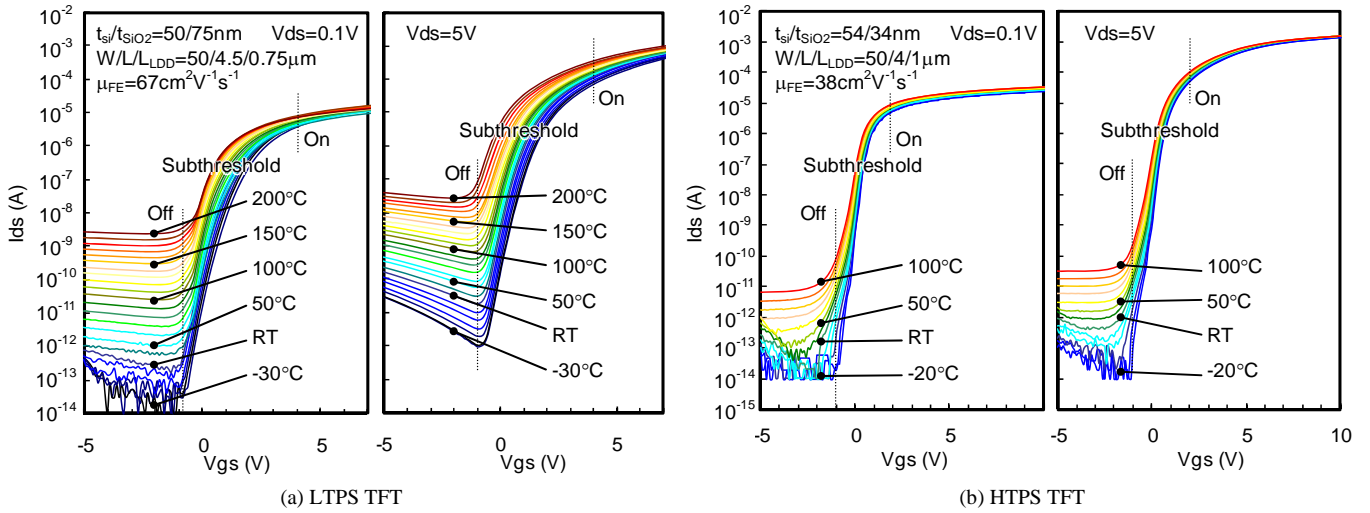 10⁻²
10⁻³
10⁻⁴
10⁻⁵
10⁻⁶
10⁻⁷
10⁻⁸
10⁻⁹
10⁻¹⁰
10⁻¹¹
10⁻¹²
10⁻¹³
10⁻¹⁴
Ids (A)
t_si/t_SiO2=50/75nm Vds=0.1V
W/L/L_LDD=50/4.5/0.75μm
μ_FE=67cm²V⁻¹s⁻¹
On
Subthreshold
Off
200°C
150°C
100°C
50°C
RT
-30°C
Vds=5V
On
Subthreshold
Off
200°C
150°C
100°C
50°C
RT
-30°C
-5 0 5 -5 0 5
Vgs (V)
(a) LTPS TFT
10⁻²
10⁻³
10⁻⁴
10⁻⁵
10⁻⁶
10⁻⁷
10⁻⁸
10⁻⁹
10⁻¹⁰
10⁻¹¹
10⁻¹²
10⁻¹³
10⁻¹⁴
10⁻¹⁵
Ids (A)
t_si/t_SiO2=54/34nm Vds=0.1V
W/L/L_LDD=50/4/1μm
μ_FE=38cm²V⁻¹s⁻¹
On
Subthreshold
Off
100°C
50°C
RT
-20°C
Vds=5V
On
Subthreshold
Off
100°C
50°C
RT
-20°C
-5 0 5 -5 0 5 10
Vgs (V)
(b) HTPS TFT